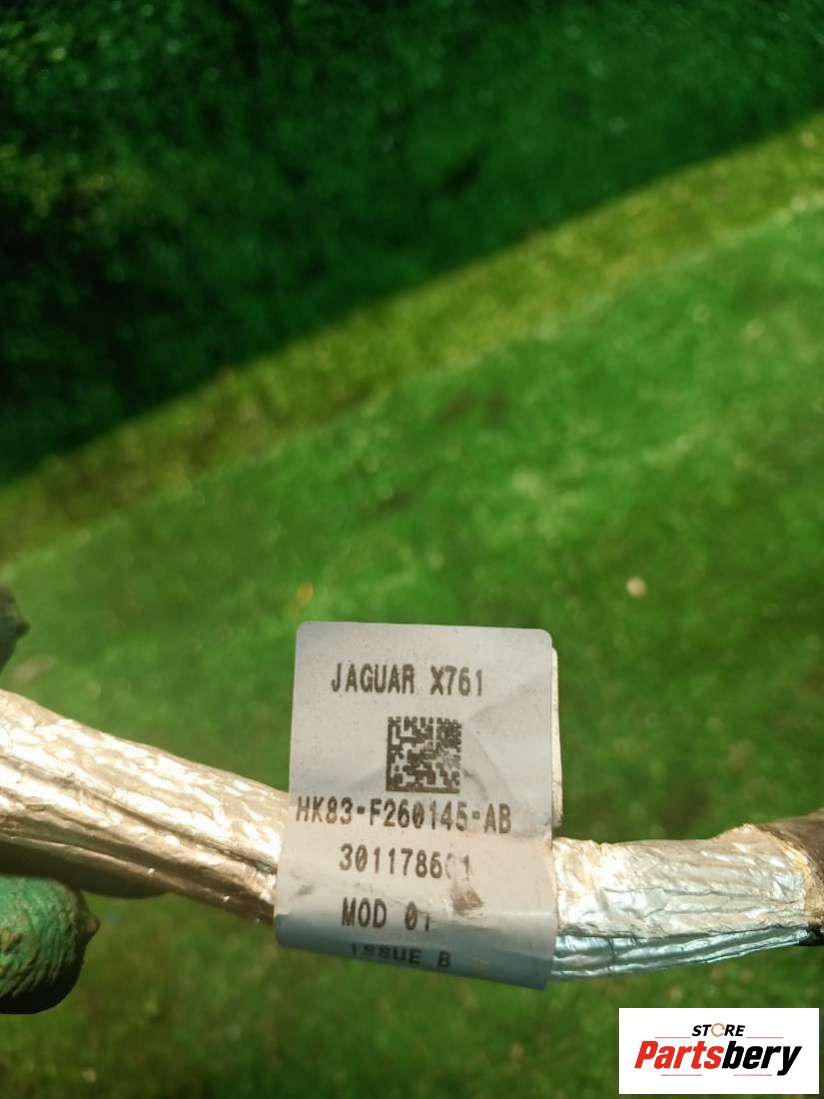 JAGUAR X761
HK83-F260145-AB
MOD 01
ISSUE B
STORE
Partsbery